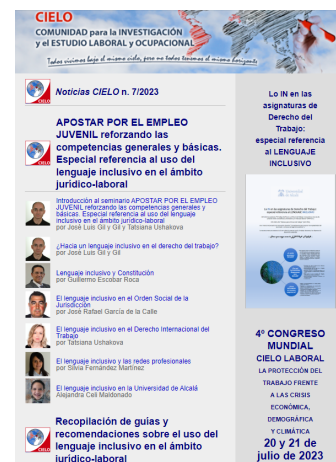 CIELO
COMUNIDAD para la INVESTIGACIÓN
y el ESTUDIO LABORAL y OCUPACIONAL
Todos vivimos bajo el mismo cielo, pero no todos tenemos el mismo horizonte
Noticias CIELO n. 7/2023
APOSTAR POR EL EMPLEO
JUVENIL reforzando las
competencias generales y básicas.
Especial referencia al uso del
lenguaje inclusivo en el ámbito
jurídico-laboral
Introducción al seminario APOSTAR POR EL EMPLEO
JUVENIL reforzando las competencias generales y
básicas. Especial referencia al uso del lenguaje
inclusivo en el ámbito jurídico-laboral
por José Luis Gil y Gil y Tatsiana Ushakova
¿Hacia un lenguaje inclusivo en el derecho del trabajo?
por José Luis Gil y Gil
Lenguaje inclusivo y Constitución
por Guillermo Escobar Roca
El lenguaje inclusivo en el Orden Social de la
Jurisdicción
por José Rafael García de la Calle
El lenguaje inclusivo en el Derecho Internacional del
Trabajo
por Tatsiana Ushakova
El lenguaje inclusivo y las redes profesionales
por Silvia Fernández Martínez
El lenguaje inclusivo en la Universidad de Alcalá
Alejandra Celi Maldonado
Recopilación de guías y
recomendaciones sobre el uso del
lenguaje inclusivo en el ámbito
jurídico-laboral
Lo IN en las
asignaturas de
Derecho del
Trabajo:
especial referencia
al LENGUAJE
INCLUSIVO
4º CONGRESO
MUNDIAL
CIELO LABORAL
LA PROTECCIÓN DEL
TRABAJO FRENTE
A LAS CRISIS
ECONÓMICA,
DEMOGRÁFICA
Y CLIMÁTICA
20 y 21 de
julio de 2023